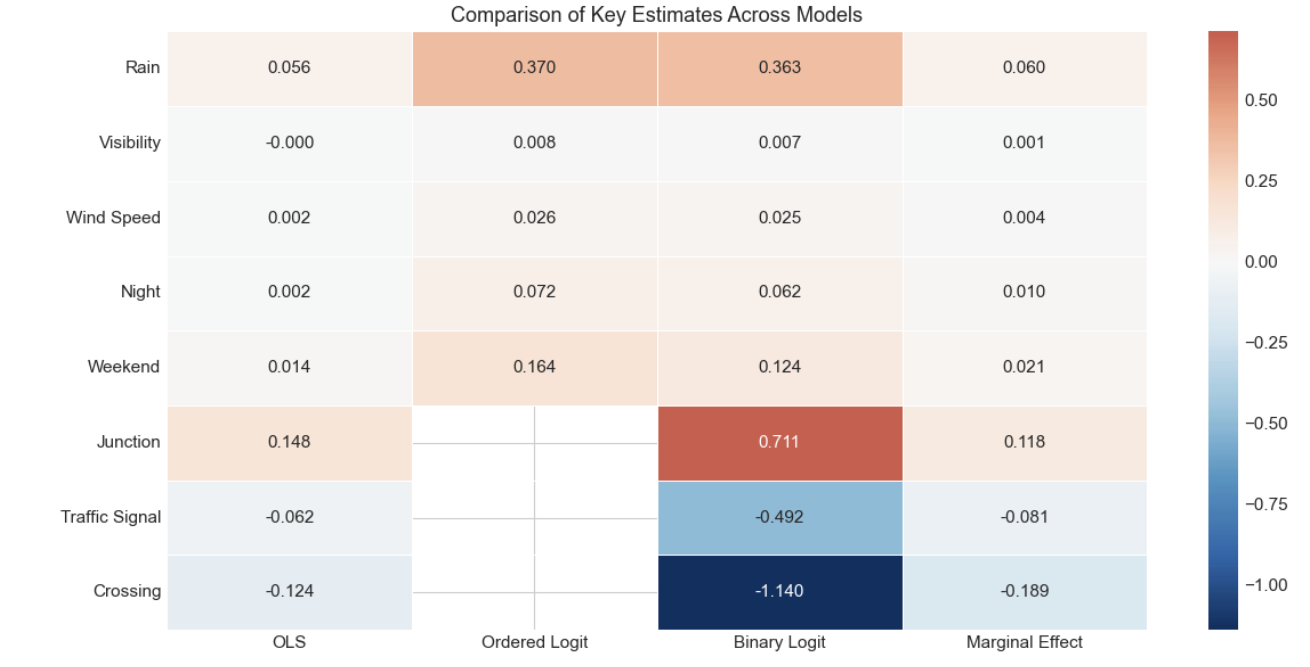 Comparison of Key Estimates Across Models
Rain 0.056 0.370 0.363 0.060
Visibility -0.000 0.008 0.007 0.001
Wind Speed 0.002 0.026 0.025 0.004
Night 0.002 0.072 0.062 0.010
Weekend 0.014 0.164 0.124 0.021
Junction 0.148 0.711 0.118
Traffic Signal -0.062 -0.492 -0.081
Crossing -0.124 -1.140 -0.189
OLS Ordered Logit Binary Logit Marginal Effect
0.50
0.25
0.00
−0.25
−0.50
−0.75
−1.00